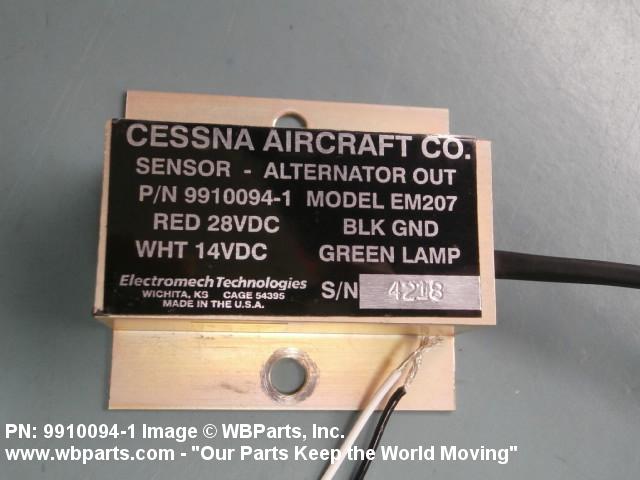 CESSNA AIRCRAFT CO.
SENSOR - ALTERNATOR OUT
P/N 9910094-1 MODEL EM207
RED 28VDC BLK GND
WHT 14VDC GREEN LAMP
Electromech Technologies
WICHITA, KS CAGE 54395
MADE IN THE U.S.A.
S/N 4218
PN: 9910094-1 Image © WBParts, Inc.
www.wbparts.com - "Our Parts Keep the World Moving"